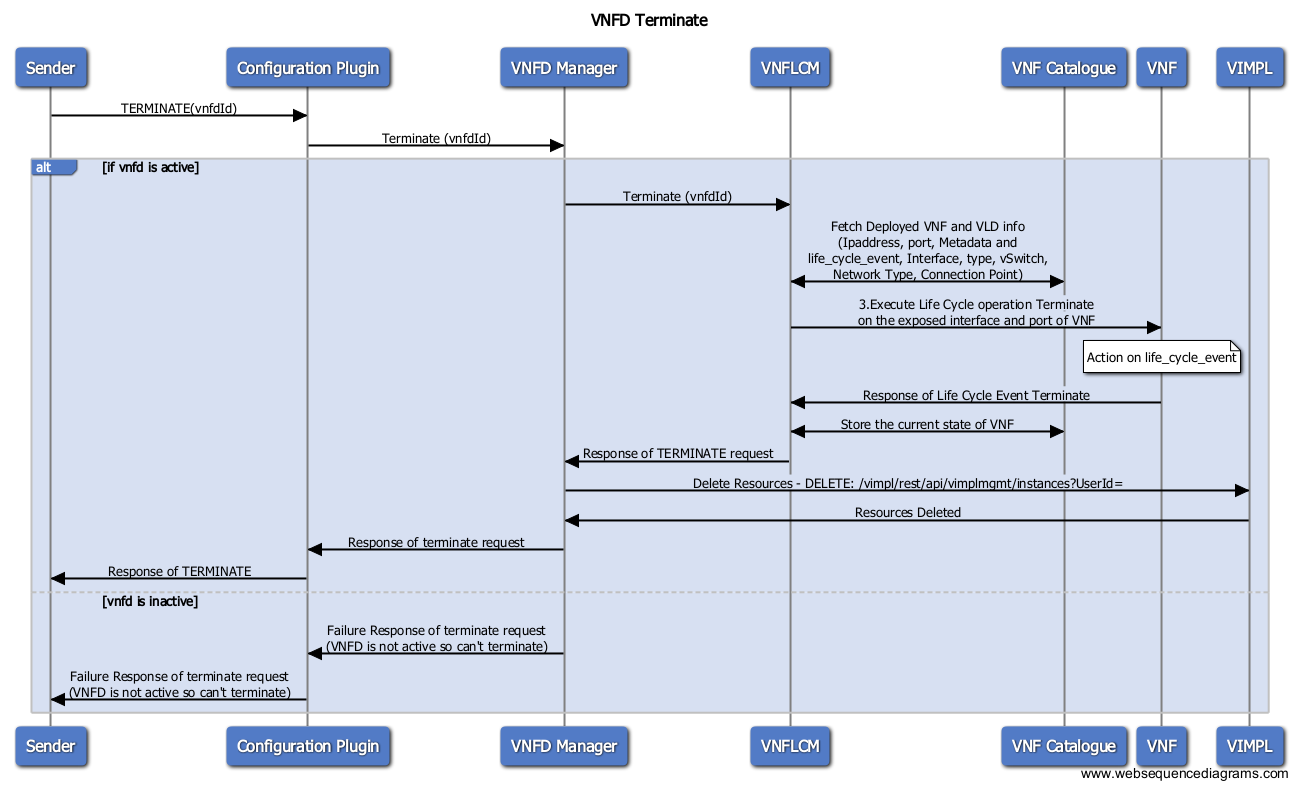 VNFD Terminate
Sender
Configuration Plugin
VNFD Manager
VNFLCM
VNF Catalogue
VNF
VIMPL
TERMINATE(vnfdId)
Terminate (vnfdId)
alt
[if vnfd is active]
Terminate (vnfdId)
Fetch Deployed VNF and VLD info
(Ipaddress, port, Metadata and
life_cycle_event, Interface, type, vSwitch,
Network Type, Connection Point)
3.Execute Life Cycle operation Terminate
on the exposed interface and port of VNF
Action on life_cycle_event
Response of Life Cycle Event Terminate
Store the current state of VNF
Response of TERMINATE request
Delete Resources - DELETE: /vimpl/rest/api/vimplmgmt/instances?UserId=
Resources Deleted
Response of terminate request
Response of TERMINATE
[vnfd is inactive]
Failure Response of terminate request
(VNFD is not active so can't terminate)
Failure Response of terminate request
(VNFD is not active so can't terminate)
Sender
Configuration Plugin
VNFD Manager
VNFLCM
VNF Catalogue
VNF
VIMPL
www.websequencediagrams.com